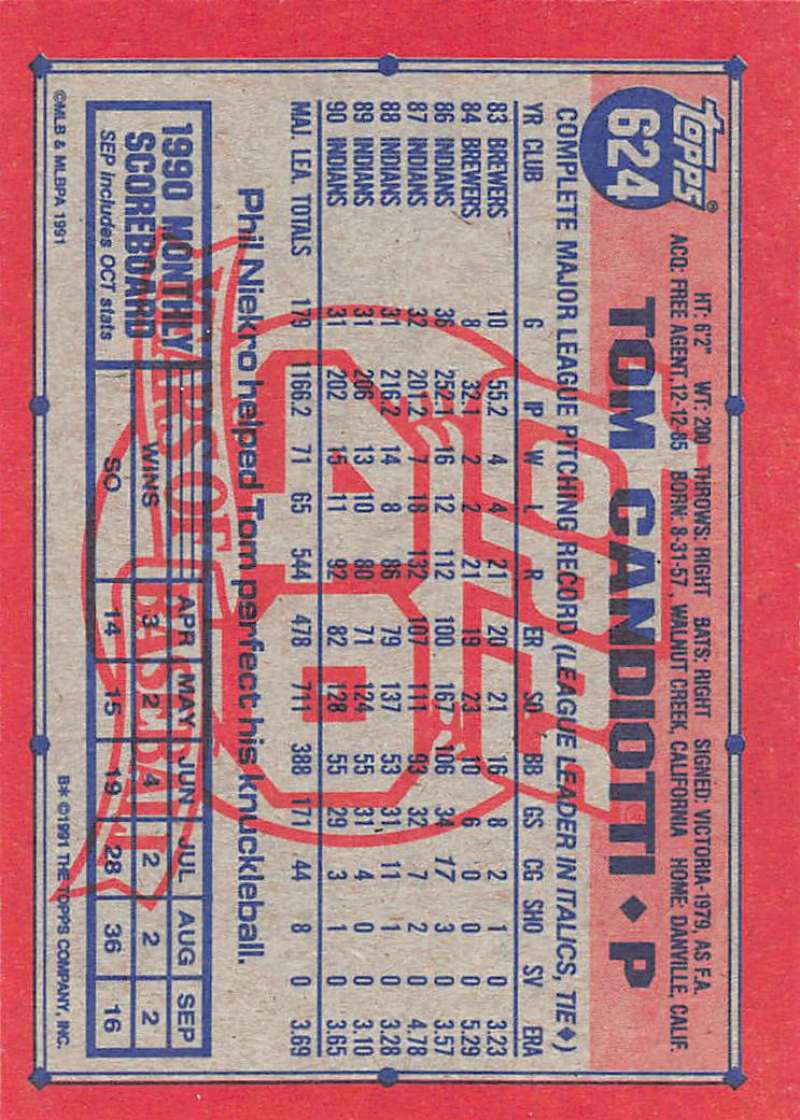 Topps®
624
HT: 6'2" WT: 200 THROWS: RIGHT BATS: RIGHT SIGNED: VICTORIA-1979, AS F.A.
ACQ: FREE AGENT, 12-12-85 BORN: 8-31-57, WALNUT CREEK, CALIFORNIA HOME: DANVILLE, CALIF.
TOM CANDIOTTI ♦ P
COMPLETE MAJOR LEAGUE PITCHING RECORD (LEAGUE LEADER IN ITALICS, TIE♦)
YR CLUB G IP W L R ER SO BB GS CG SHO SV ERA
83 BREWERS 10 55.2 4 4 21 20 21 16 8 2 1 0 3.23
84 BREWERS 8 32.1 2 2 21 19 23 10 6 0 0 0 5.29
86 INDIANS 36 252.1 16 12 112 100 167 106 34 17 3 0 3.57
87 INDIANS 32 201.2 7 18 132 107 111 93 32 7 2 0 4.78
88 INDIANS 31 216.2 14 8 86 79 137 53 31 11 1 0 3.28
89 INDIANS 31 206 13 10 80 71 124 55 31 4 0 0 3.10
90 INDIANS 31 202 15 11 92 82 128 55 29 3 1 0 3.65
MAJ. LEA. TOTALS 179 1166.2 71 65 544 478 711 388 171 44 8 0 3.69
Phil Niekro helped Tom perfect his knuckleball.
1990 MONTHLY
SCOREBOARD
SEP includes OCT stats
APR MAY JUN JUL AUG SEP
WINS 3 2 4 2 2 2
SO 14 15 19 28 36 16
40
YEARS OF
BASEBALL
©MLB & MLBPA 1991
B* ©1991 THE TOPPS COMPANY, INC.